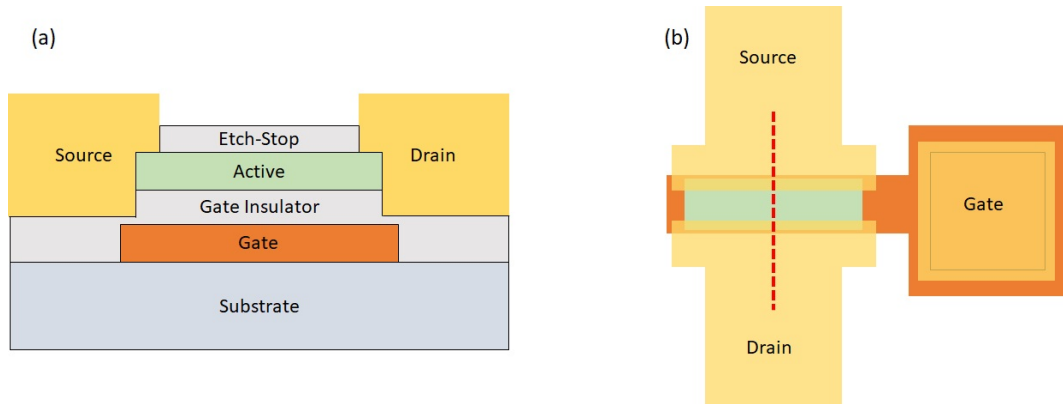 (a)
Etch-Stop
Source
Active
Drain
Gate Insulator
Gate
Substrate
(b)
Source
Gate
Drain